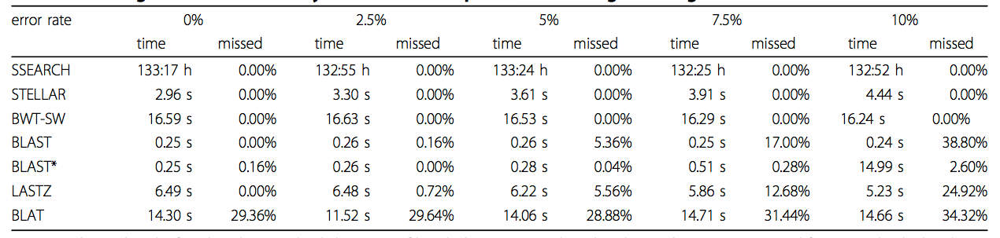 error rate 0% 2.5% 5% 7.5% 10%
time missed time missed time missed time missed time missed
SSEARCH 133:17 h 0.00% 132:55 h 0.00% 133:24 h 0.00% 132:25 h 0.00% 132:52 h 0.00%
STELLAR 2.96 s 0.00% 3.30 s 0.00% 3.61 s 0.00% 3.91 s 0.00% 4.44 s 0.00%
BWT-SW 16.59 s 0.00% 16.63 s 0.00% 16.53 s 0.00% 16.29 s 0.00% 16.24 s 0.00%
BLAST 0.25 s 0.00% 0.26 s 0.16% 0.26 s 5.36% 0.25 s 17.00% 0.24 s 38.80%
BLAST* 0.25 s 0.16% 0.26 s 0.00% 0.28 s 0.04% 0.51 s 0.28% 14.99 s 2.60%
LASTZ 6.49 s 0.00% 6.48 s 0.72% 6.22 s 5.56% 5.86 s 12.68% 5.23 s 24.92%
BLAT 14.30 s 29.36% 11.52 s 29.64% 14.06 s 28.88% 14.71 s 31.44% 14.66 s 34.32%